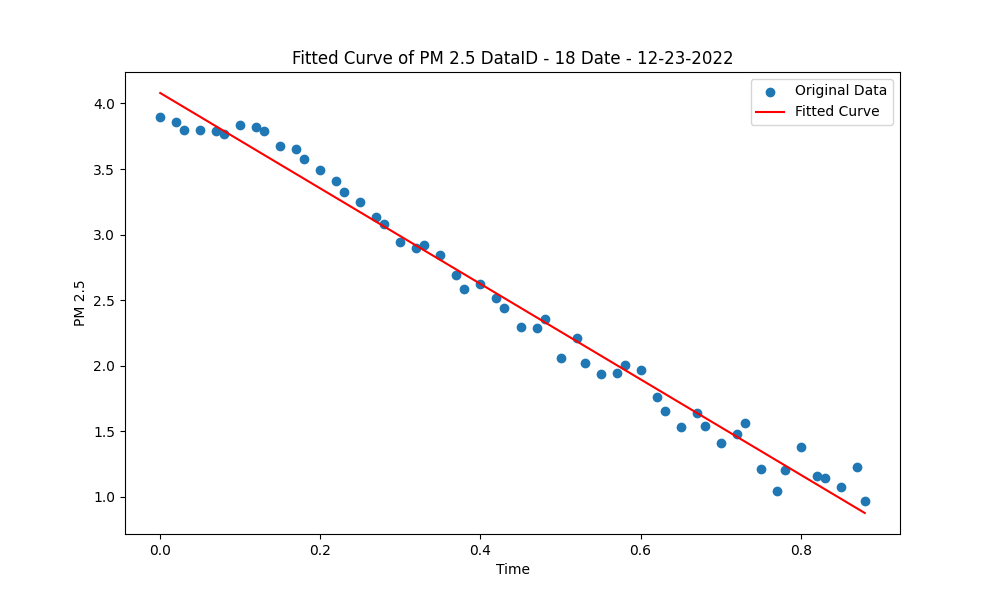 Fitted Curve of PM 2.5 DataID - 18 Date - 12-23-2022
Original Data
Fitted Curve
4.0
3.5
3.0
2.5
2.0
1.5
1.0
PM 2.5
0.0 0.2 0.4 0.6 0.8
Time